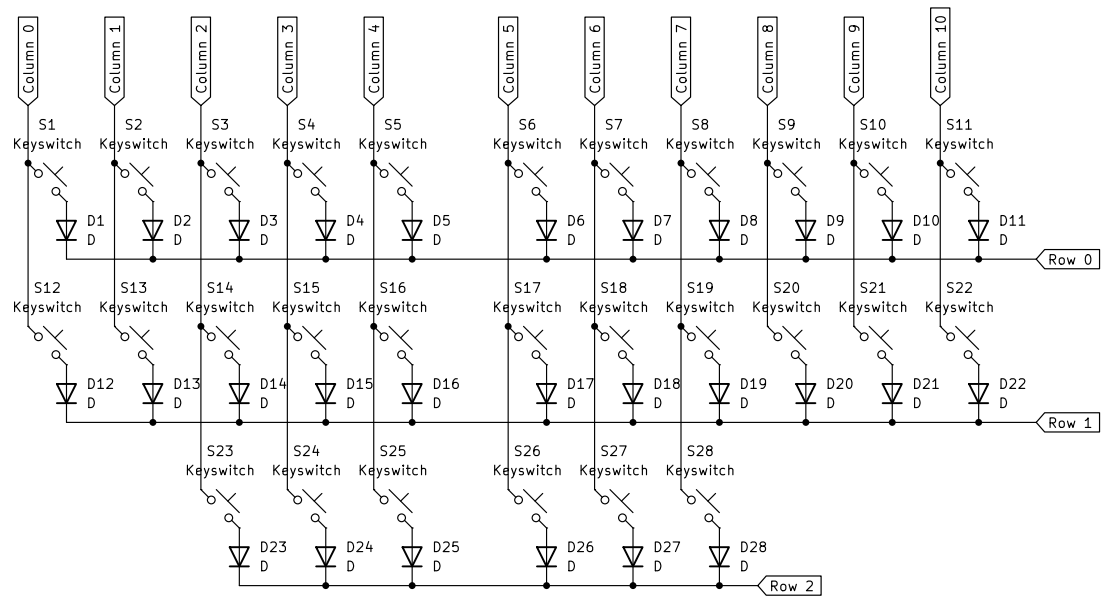 Column 0 Column 1 Column 2 Column 3 Column 4 Column 5 Column 6 Column 7 Column 8 Column 9 Column 10
S1 S2 S3 S4 S5 S6 S7 S8 S9 S10 S11
Keyswitch Keyswitch Keyswitch Keyswitch Keyswitch Keyswitch Keyswitch Keyswitch Keyswitch Keyswitch Keyswitch
D1 D2 D3 D4 D5 D6 D7 D8 D9 D10 D11
D D D D D D D D D D D
Row 0
S12 S13 S14 S15 S16 S17 S18 S19 S20 S21 S22
Keyswitch Keyswitch Keyswitch Keyswitch Keyswitch Keyswitch Keyswitch Keyswitch Keyswitch Keyswitch Keyswitch
D12 D13 D14 D15 D16 D17 D18 D19 D20 D21 D22
D D D D D D D D D D D
Row 1
S23 S24 S25 S26 S27 S28
Keyswitch Keyswitch Keyswitch Keyswitch Keyswitch Keyswitch
D23 D24 D25 D26 D27 D28
D D D D D D
Row 2